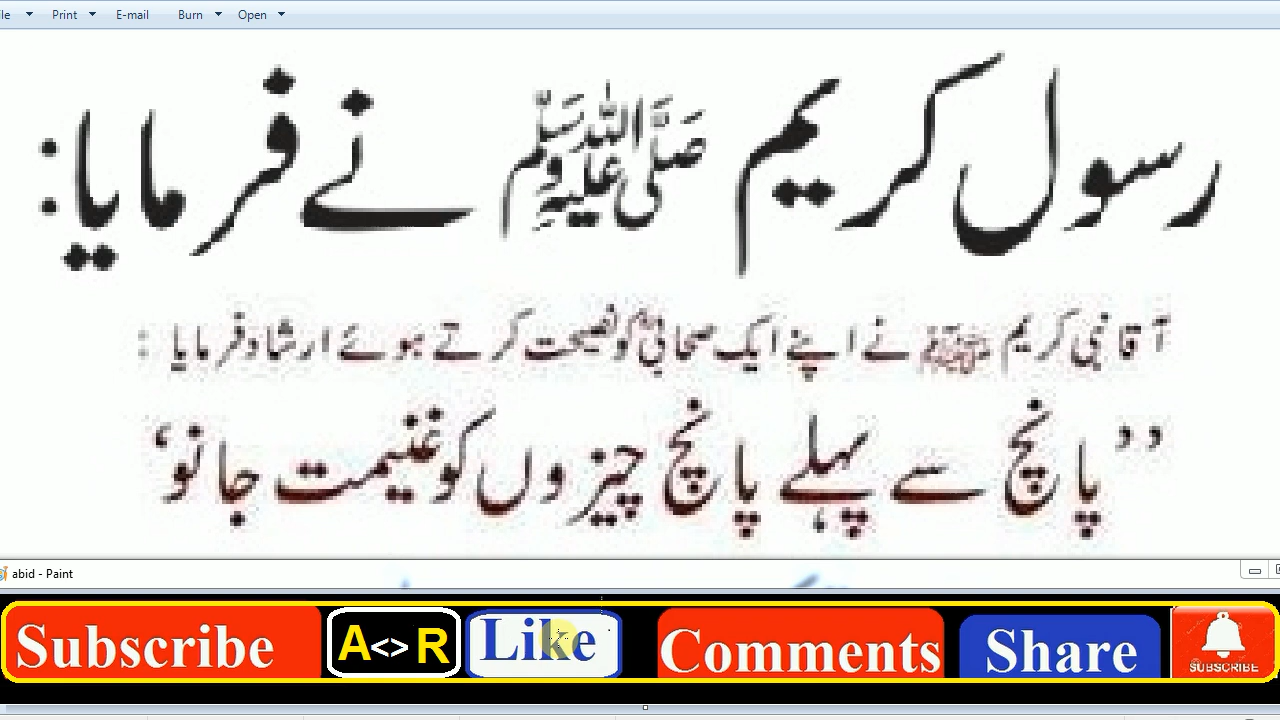 le Print E-mail Burn Open
رسول کریم ﷺ نے فرمایا:
آقا نبی کریم ﷺ نے اپنے ایک صحابیؓ کو نصیحت کرتے ہوئے ارشاد فرمایا :
”پانچ سے پہلے پانچ چیزوں کو غنیمت جانو‘
abid - Paint
Subscribe A<>R Like Comments Share SUBSCRIBE